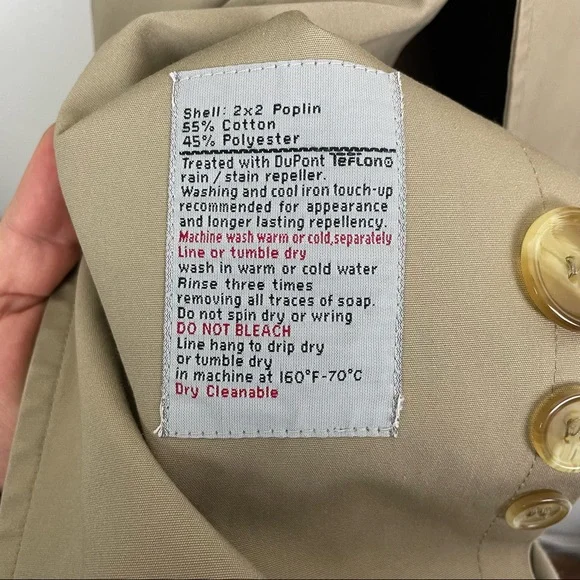 Shell: 2x2 Poplin
55% Cotton
45% Polyester
Treated with DuPont Teflon®
rain / stain repeller.
Washing and cool iron touch-up
recommended for appearance
and longer lasting repellency.
Machine wash warm or cold, separately
Line or tumble dry
wash in warm or cold water
Rinse three times
removing all traces of soap.
Do not spin dry or wring
DO NOT BLEACH
Line hang to drip dry
or tumble dry
in machine at 160°F-70°C
Dry Cleanable